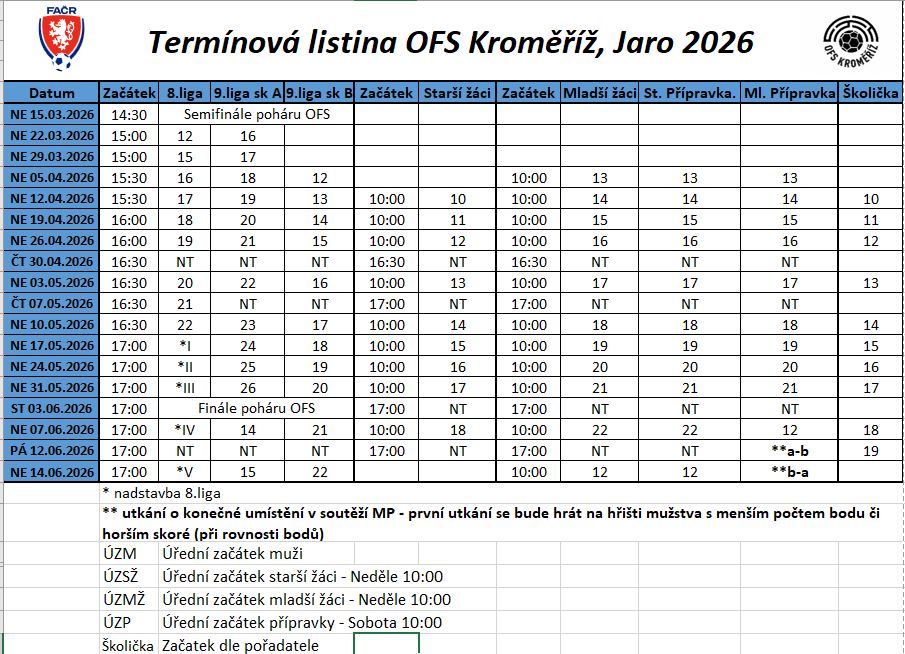 FAČR
Termínová listina OFS Kroměříž, Jaro 2026
OFS KROMĚŘÍŽ
Datum Začátek 8.liga 9.liga sk A 9.liga sk B Začátek Starší žáci Začátek Mladší žáci St. Přípravka. Ml. Přípravka Školička
NE 15.03.2026 14:30 Semifinále poháru OFS
NE 22.03.2026 15:00 12 16
NE 29.03.2026 15:00 15 17
NE 05.04.2026 15:30 16 18 12 10:00 13 13 13
NE 12.04.2026 15:30 17 19 13 10:00 10 10:00 14 14 14 10
NE 19.04.2026 16:00 18 20 14 10:00 11 10:00 15 15 15 11
NE 26.04.2026 16:00 19 21 15 10:00 12 10:00 16 16 16 12
ČT 30.04.2026 16:30 NT NT NT 16:30 NT 16:30 NT NT NT
NE 03.05.2026 16:30 20 22 16 10:00 13 10:00 17 17 17 13
ČT 07.05.2026 16:30 21 NT NT 17:00 NT 17:00 NT NT NT
NE 10.05.2026 16:30 22 23 17 10:00 14 10:00 18 18 18 14
NE 17.05.2026 17:00 *I 24 18 10:00 15 10:00 19 19 19 15
NE 24.05.2026 17:00 *II 25 19 10:00 16 10:00 20 20 20 16
NE 31.05.2026 17:00 *III 26 20 10:00 17 10:00 21 21 21 17
ST 03.06.2026 17:00 Finále poháru OFS 17:00 NT 17:00 NT NT NT
NE 07.06.2026 17:00 *IV 14 21 10:00 18 10:00 22 22 12 18
PÁ 12.06.2026 17:00 NT NT NT 17:00 NT 17:00 NT NT **a-b 19
NE 14.06.2026 17:00 *V 15 22 10:00 12 12 **b-a
* nadstavba 8.liga
** utkání o konečné umístění v soutěží MP - první utkání se bude hrát na hřišti mužstva s menším počtem bodu či
horším skoré (při rovnosti bodů)
ÚZM Úřední začátek muži
ÚZSŽ Úřední začátek starší žáci - Neděle 10:00
ÚZMŽ Úřední začátek mladší žáci - Neděle 10:00
ÚZP Úřední začátek přípravky - Sobota 10:00
Školička Začatek dle pořadatele